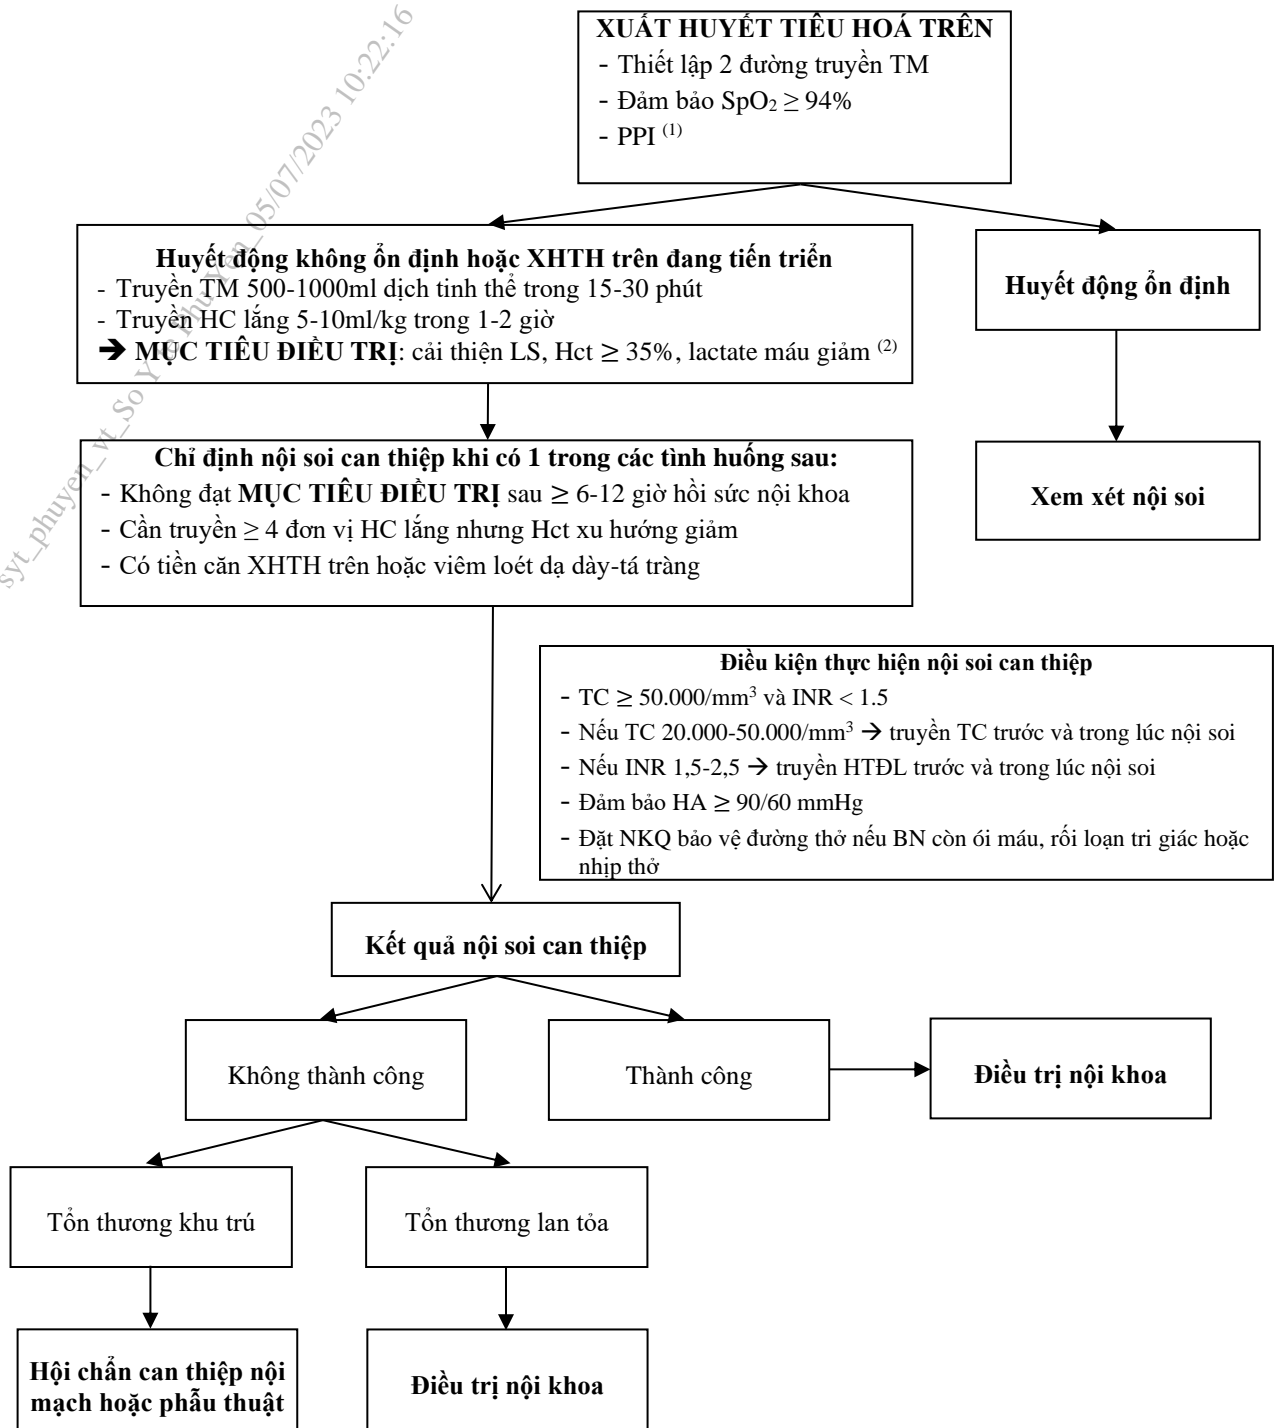 XUẤT HUYẾT TIÊU HOÁ TRÊN
- Thiết lập 2 đường truyền TM
- Đảm bảo SpO₂ ≥ 94%
- PPI (1)
Huyết động không ổn định hoặc XHTH trên đang tiến triển
- Truyền TM 500-1000ml dịch tinh thể trong 15-30 phút
- Truyền HC lắng 5-10ml/kg trong 1-2 giờ
➔ MỤC TIÊU ĐIỀU TRỊ: cải thiện LS, Hct ≥ 35%, lactate máu giảm (2)
Huyết động ổn định
Chỉ định nội soi can thiệp khi có 1 trong các tình huống sau:
- Không đạt MỤC TIÊU ĐIỀU TRỊ sau ≥ 6-12 giờ hồi sức nội khoa
- Cần truyền ≥ 4 đơn vị HC lắng nhưng Hct xu hướng giảm
- Có tiền căn XHTH trên hoặc viêm loét dạ dày-tá tràng
Xem xét nội soi
Điều kiện thực hiện nội soi can thiệp
- TC ≥ 50.000/mm³ và INR < 1.5
- Nếu TC 20.000-50.000/mm³ → truyền TC trước và trong lúc nội soi
- Nếu INR 1,5-2,5 → truyền HTĐL trước và trong lúc nội soi
- Đảm bảo HA ≥ 90/60 mmHg
- Đặt NKQ bảo vệ đường thở nếu BN còn ói máu, rối loạn tri giác hoặc
nhịp thở
Kết quả nội soi can thiệp
Không thành công
Thành công
Điều trị nội khoa
Tổn thương khu trú
Tổn thương lan tỏa
Hội chẩn can thiệp nội
mạch hoặc phẫu thuật
Điều trị nội khoa
syt_phuyen_vt_So Y te Phu Yen_05/07/2023 10:22:16